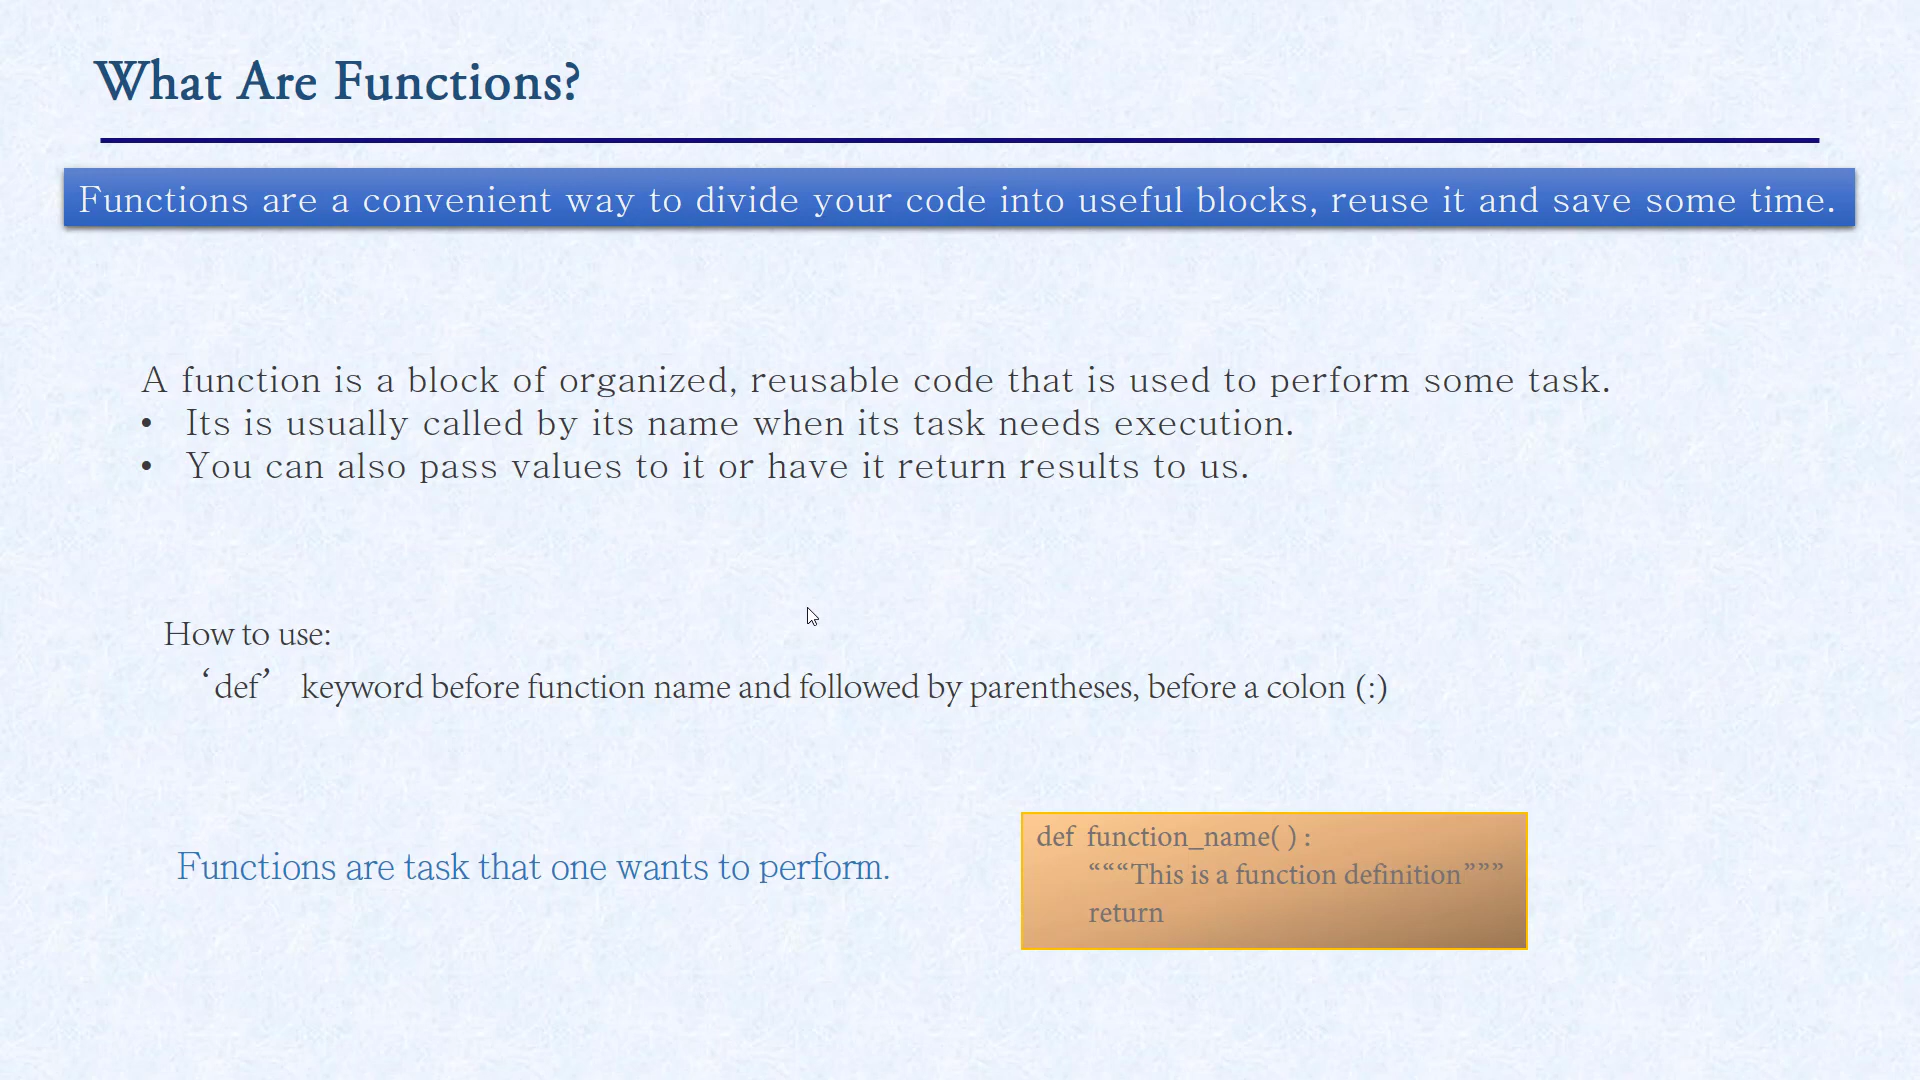 What Are Functions?
Functions are a convenient way to divide your code into useful blocks, reuse it and save some time.
A function is a block of organized, reusable code that is used to perform some task.
• Its is usually called by its name when its task needs execution.
• You can also pass values to it or have it return results to us.
How to use:
‘def’ keyword before function name and followed by parentheses, before a colon (:)
Functions are task that one wants to perform.
def function_name( ) :
“““This is a function definition”””
return